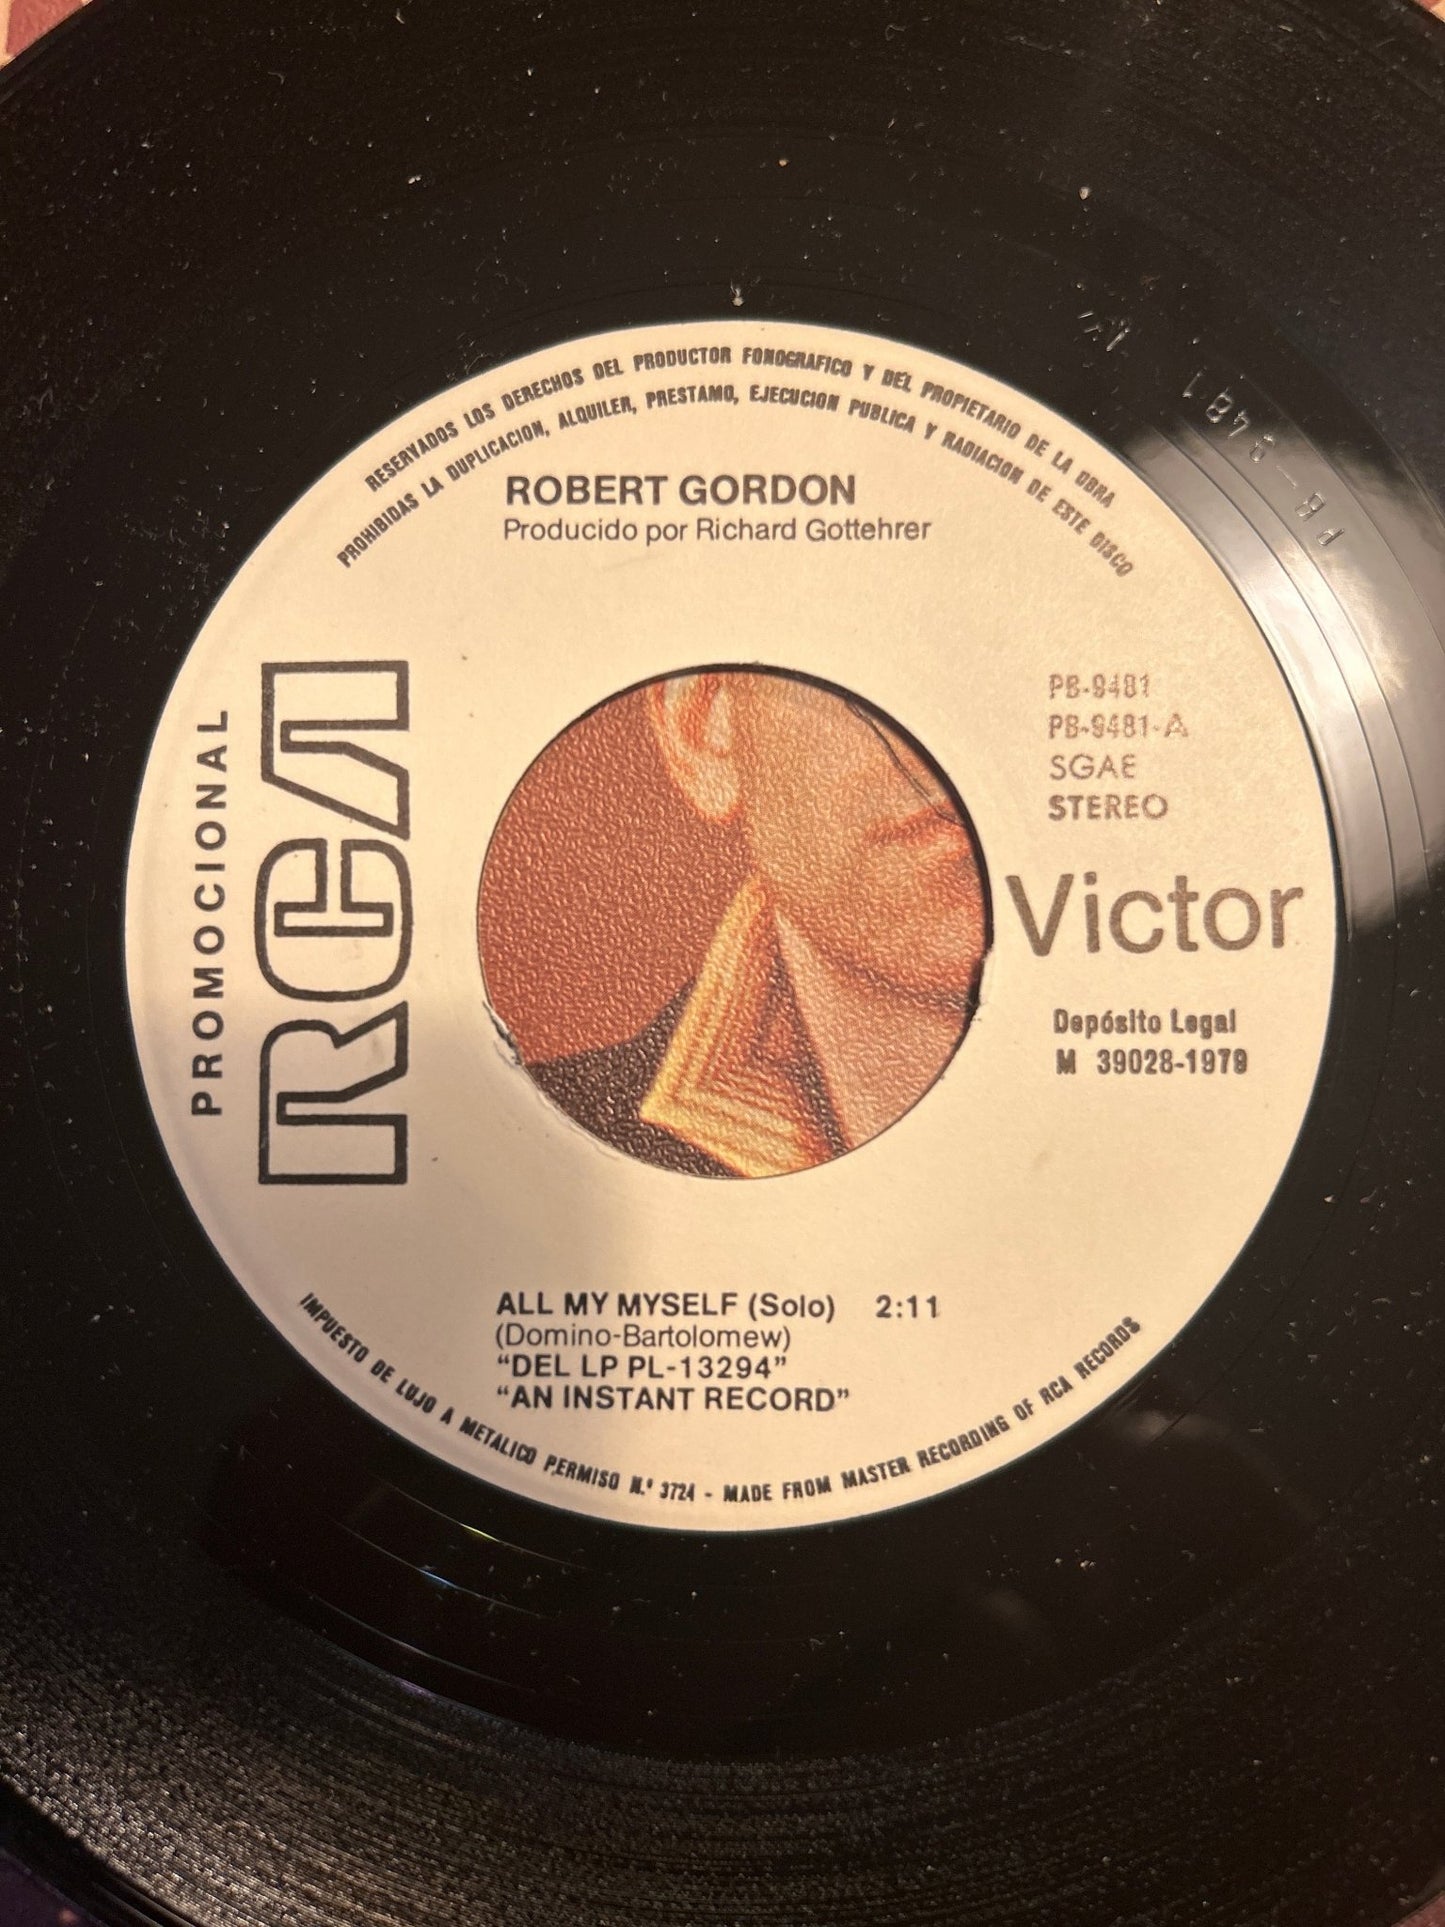 RESERVADOS LOS DERECHOS DEL PRODUCTOR FONOGRAFICO Y DEL PROPIETARIO DE LA OBRA
PROHIBIDAS LA DUPLICACION, ALQUILER, PRESTAMO, EJECUCION PUBLICA Y RADIACION DE ESTE DISCO
ROBERT GORDON
Producido por Richard Gottehrer
PROMOCIONAL
RCA
PB-9481
PB-9481-A
SGAE
STEREO
Victor
Depósito Legal
M 39028-1979
ALL MY MYSELF (Solo) 2:11
(Domino-Bartolomew)
“DEL LP PL-13294”
“AN INSTANT RECORD”
IMPUESTO DE LUJO A METALICO PERMISO N.º 3724 - MADE FROM MASTER RECORDING OF RCA RECORDS
PB-9481